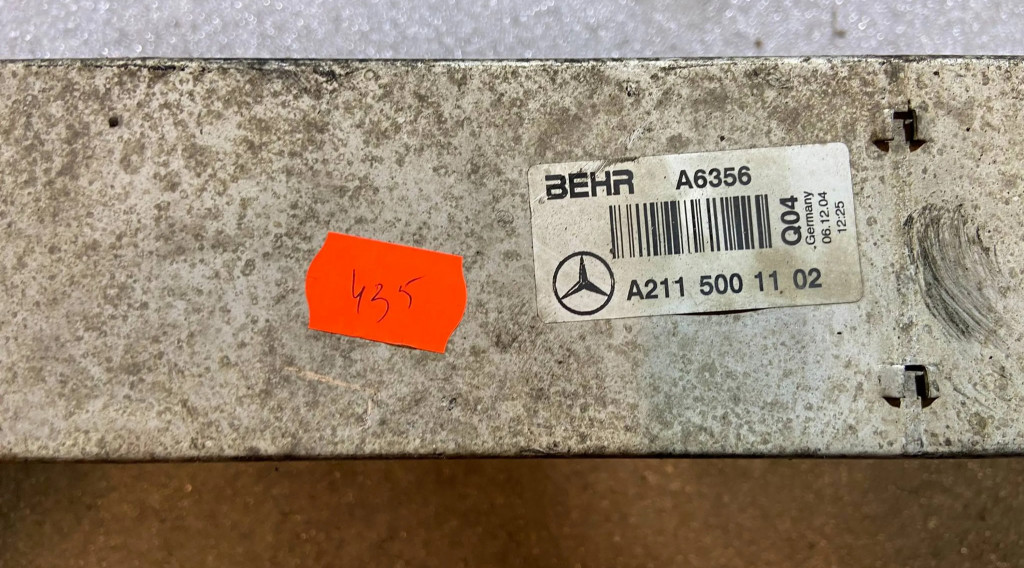 BEHR A6356
Q04
Germany
06.12.04
12:25
A211 500 11 02
435